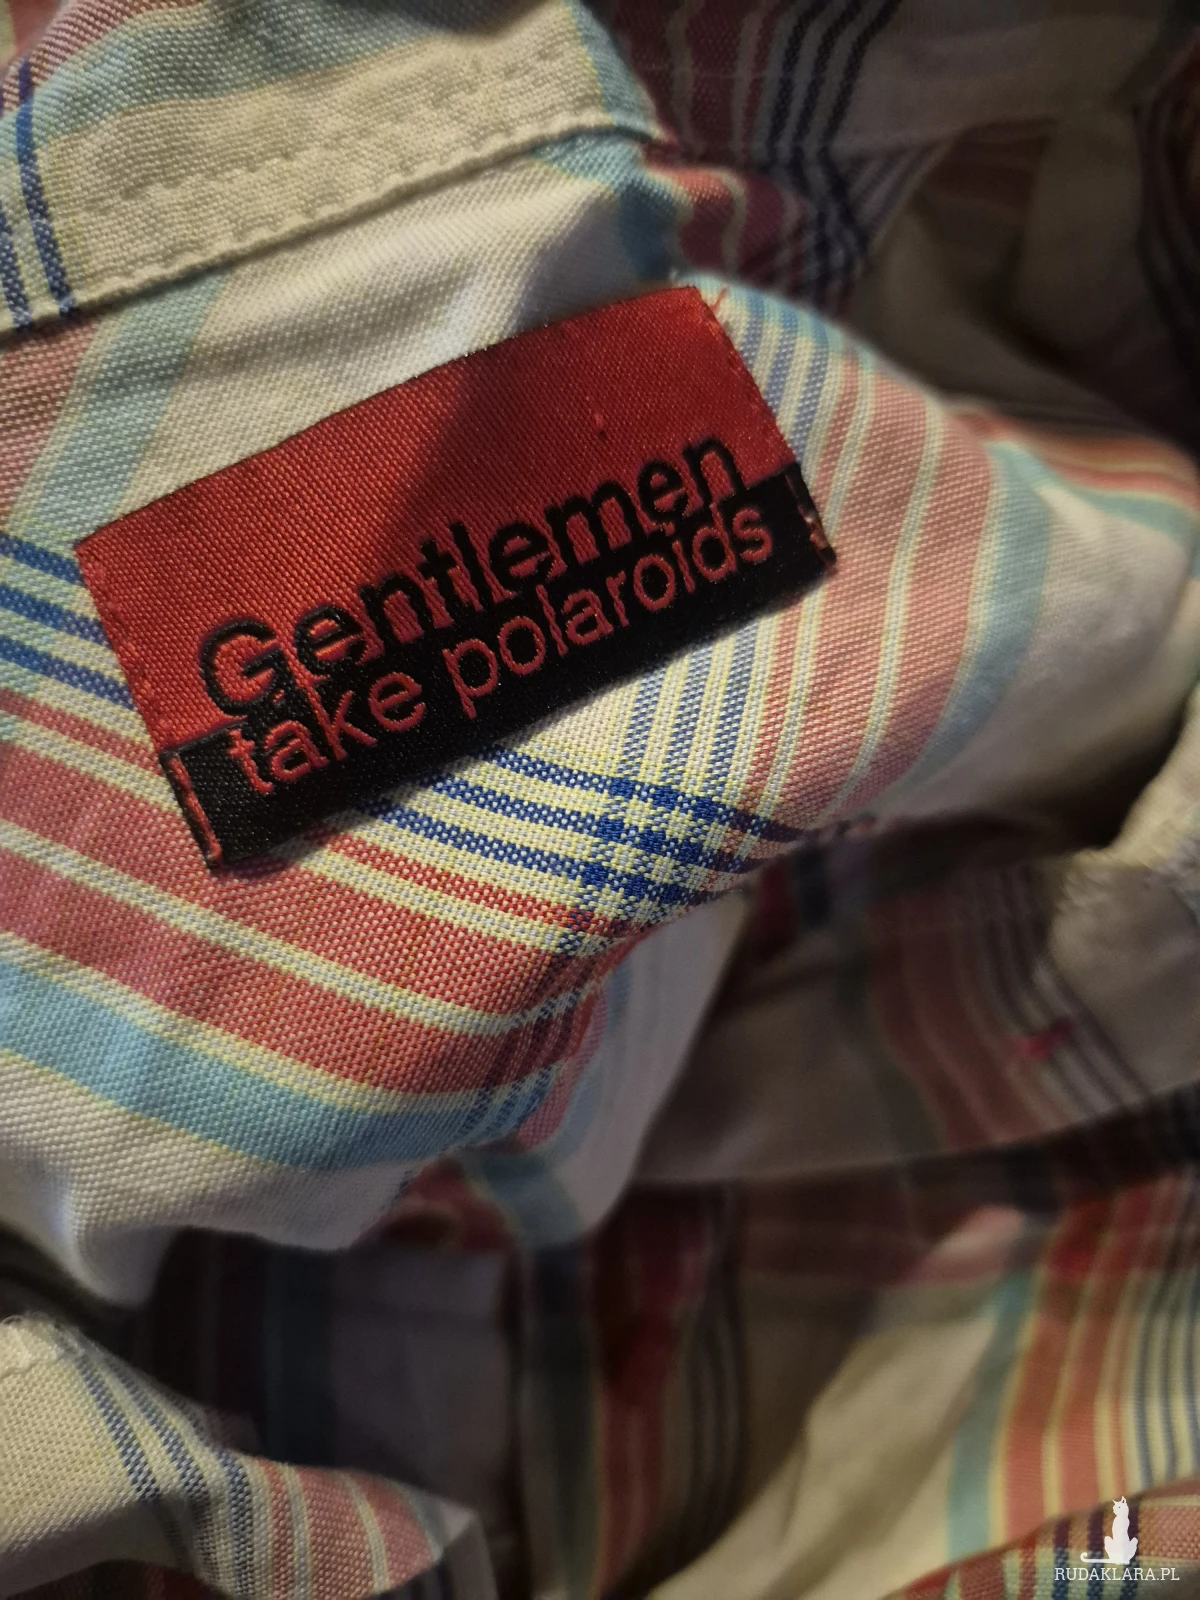 Gentlemen
take polaroids
RUDAKLARA.PL